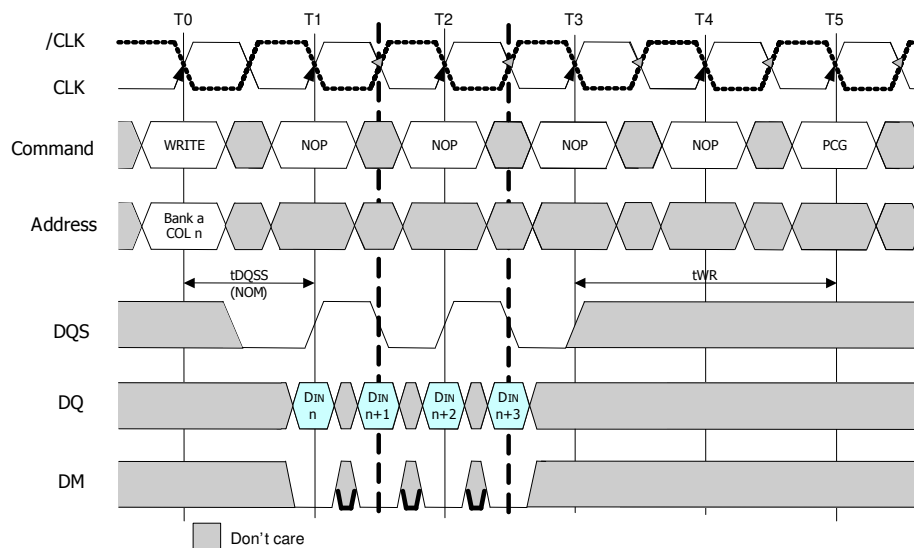 T0 T1 T2 T3 T4 T5
/CLK
CLK
Command WRITE NOP NOP NOP NOP PCG
Address Bank a
COL n
tDQSS
(NOM)
tWR
DQS
DQ DIN
n DIN
n+1 DIN
n+2 DIN
n+3
DM
Don't care